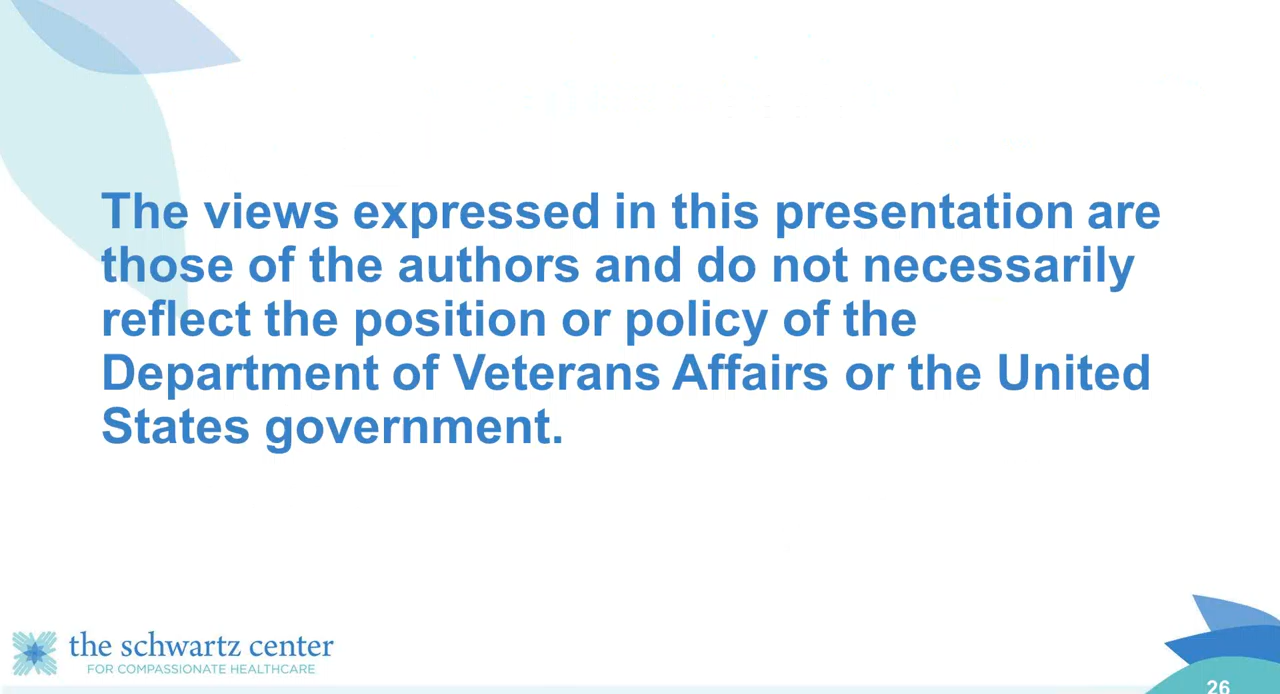 The views expressed in this presentation are
those of the authors and do not necessarily
reflect the position or policy of the
Department of Veterans Affairs or the United
States government.
the schwartz center
FOR COMPASSIONATE HEALTHCARE
26